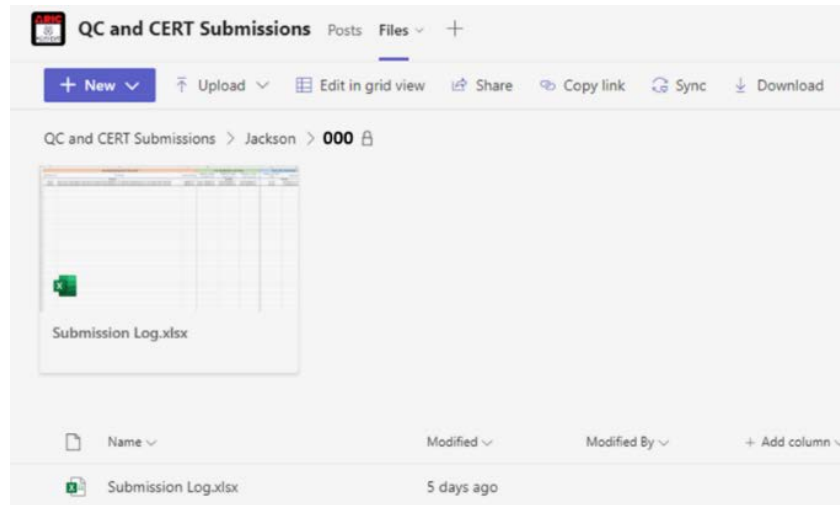 QC and CERT Submissions Posts Files +
+ New Upload Edit in grid view Share Copy link Sync Download
QC and CERT Submissions > Jackson > 000
Submission Log.xlsx
Name Modified Modified By + Add column
Submission Log.xlsx 5 days ago